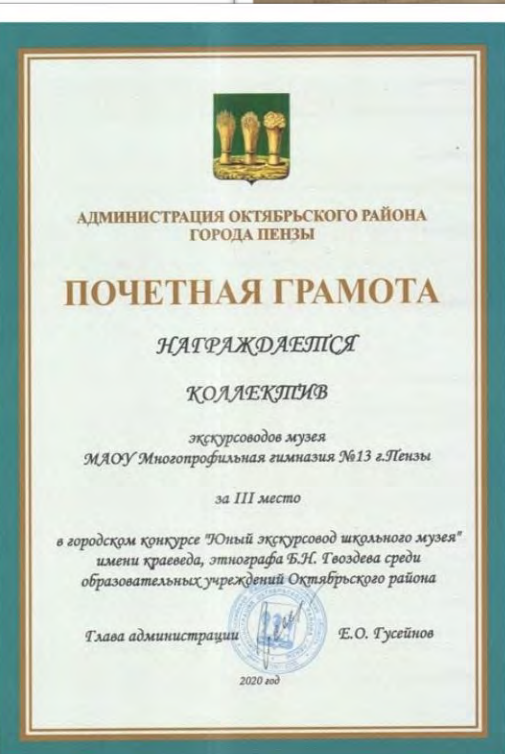 АДМИНИСТРАЦИЯ ОКТЯБРЬСКОГО РАЙОНА
ГОРОДА ПЕНЗЫ
ПОЧЕТНАЯ ГРАМОТА
НАГРАЖДАЕТСЯ
КОЛЛЕКТИВ
экскурсоводов музея
МАОУ Многопрофильная гимназия №13 г.Пензы
за III место
в городском конкурсе "Юный экскурсовод школьного музея"
имени краеведа, этнографа Б.Н. Гвоздева среди
образовательных учреждений Октябрьского района
Глава администрации Е.О. Гусейнов
2020 год